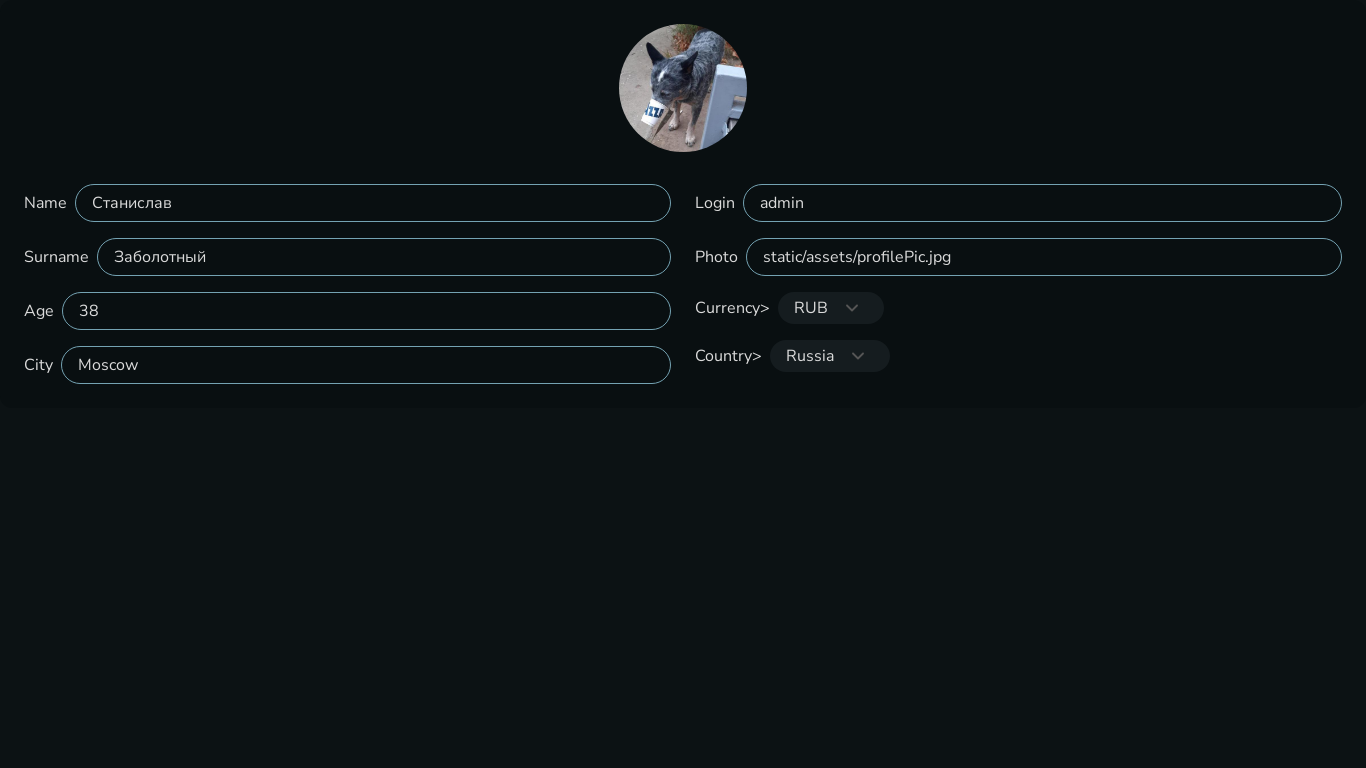 Name Станислав
Surname Заболотный
Age 38
City Moscow
Login admin
Photo static/assets/profilePic.jpg
Currency> RUB
Country> Russia